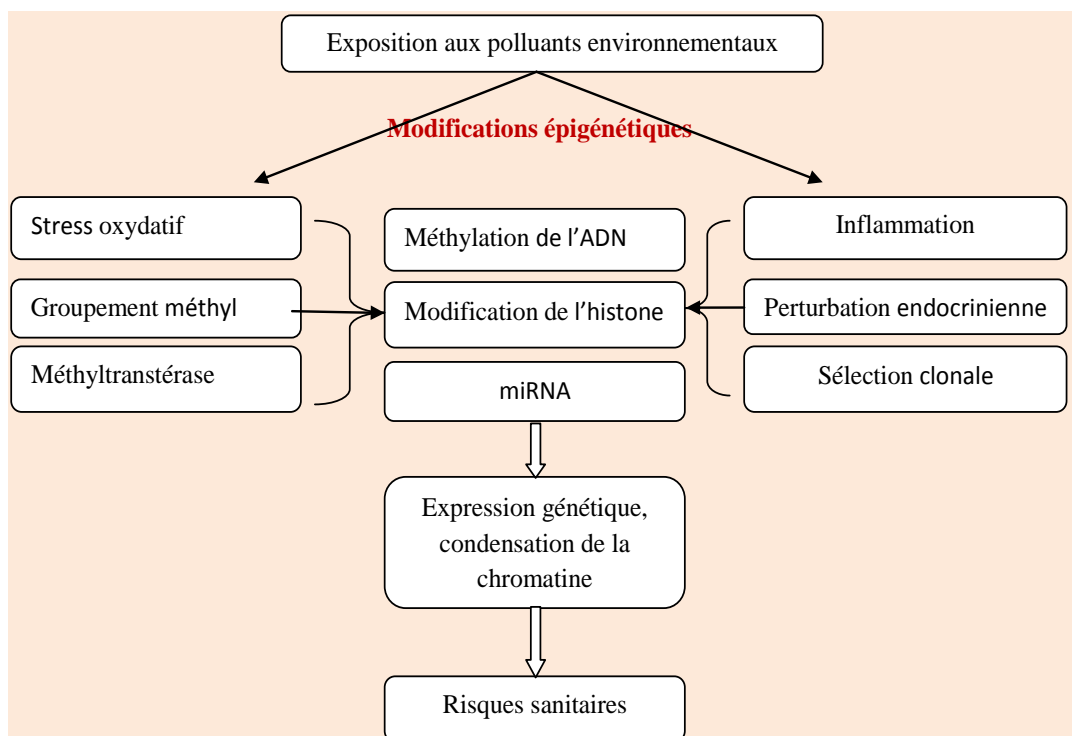 Exposition aux polluants environnementaux
Modifications épigénétiques
Stress oxydatif
Groupement méthyl
Méthyltranstérase
Méthylation de l'ADN
Modification de l'histone
miRNA
Inflammation
Perturbation endocrinienne
Sélection clonale
Expression génétique,
condensation de la
chromatine
Risques sanitaires